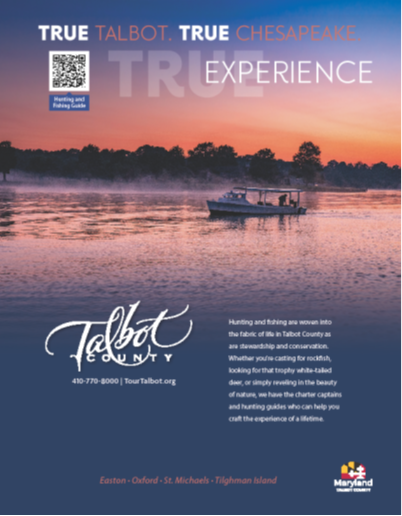 TRUE TALBOT. TRUE CHESAPEAKE.
TRUE EXPERIENCE
Hunting and
Fishing Guide
Talbot
COUNTY
410-770-8000 | TourTalbot.org
Hunting and fishing are woven into
the fabric of life in Talbot County as
are stewardship and conservation.
Whether you're casting for rockfish,
looking for that trophy white-tailed
deer, or simply reveling in the beauty
of nature, we have the charter captains
and hunting guides who can help you
craft the experience of a lifetime.
Easton • Oxford • St. Michaels • Tilghman Island
Maryland